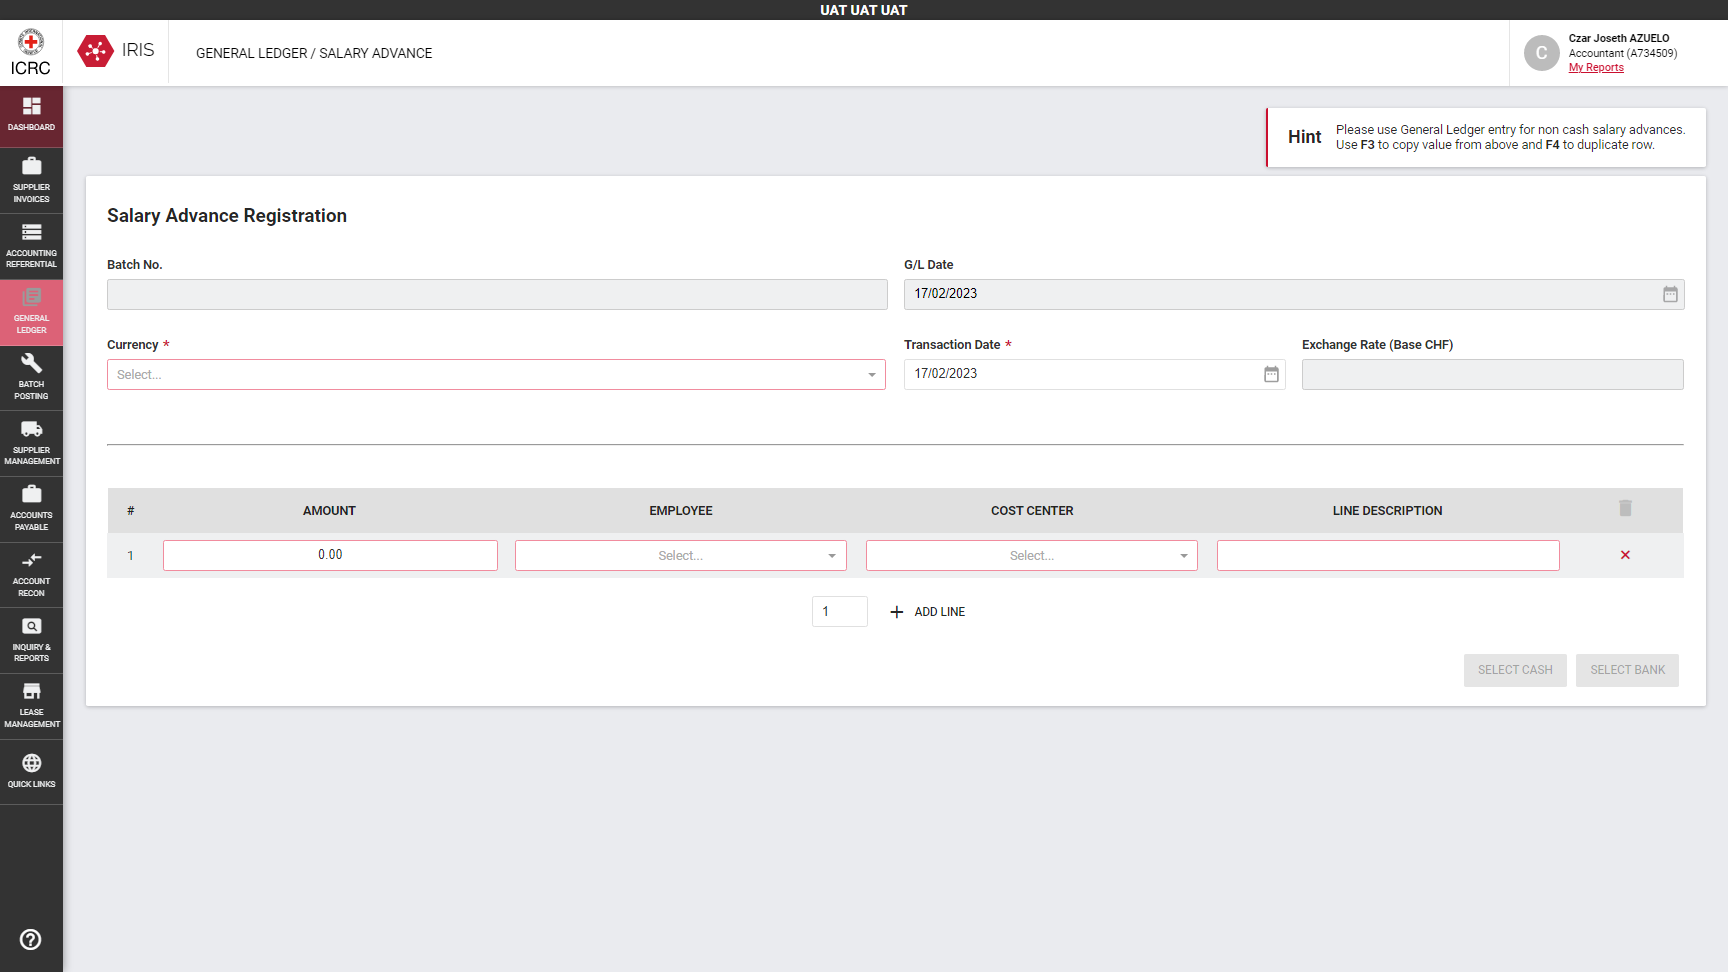 UAT UAT UAT
ICRC
IRIS
GENERAL LEDGER / SALARY ADVANCE
C
Czar Joseth AZUELO
Accountant (A734509)
My Reports
DASHBOARD
SUPPLIER
INVOICES
ACCOUNTING
REFERENTIAL
GENERAL
LEDGER
BATCH
POSTING
SUPPLIER
MANAGEMENT
ACCOUNTS
PAYABLE
ACCOUNT
RECON
INQUIRY &
REPORTS
LEASE
MANAGEMENT
QUICK LINKS
Hint
Please use General Ledger entry for non cash salary advances.
Use F3 to copy value from above and F4 to duplicate row.
Salary Advance Registration
Batch No.
G/L Date
17/02/2023
Currency *
Transaction Date *
Exchange Rate (Base CHF)
Select...
17/02/2023
# AMOUNT EMPLOYEE COST CENTER LINE DESCRIPTION
1 0.00 Select... Select...
1 ADD LINE
SELECT CASH SELECT BANK